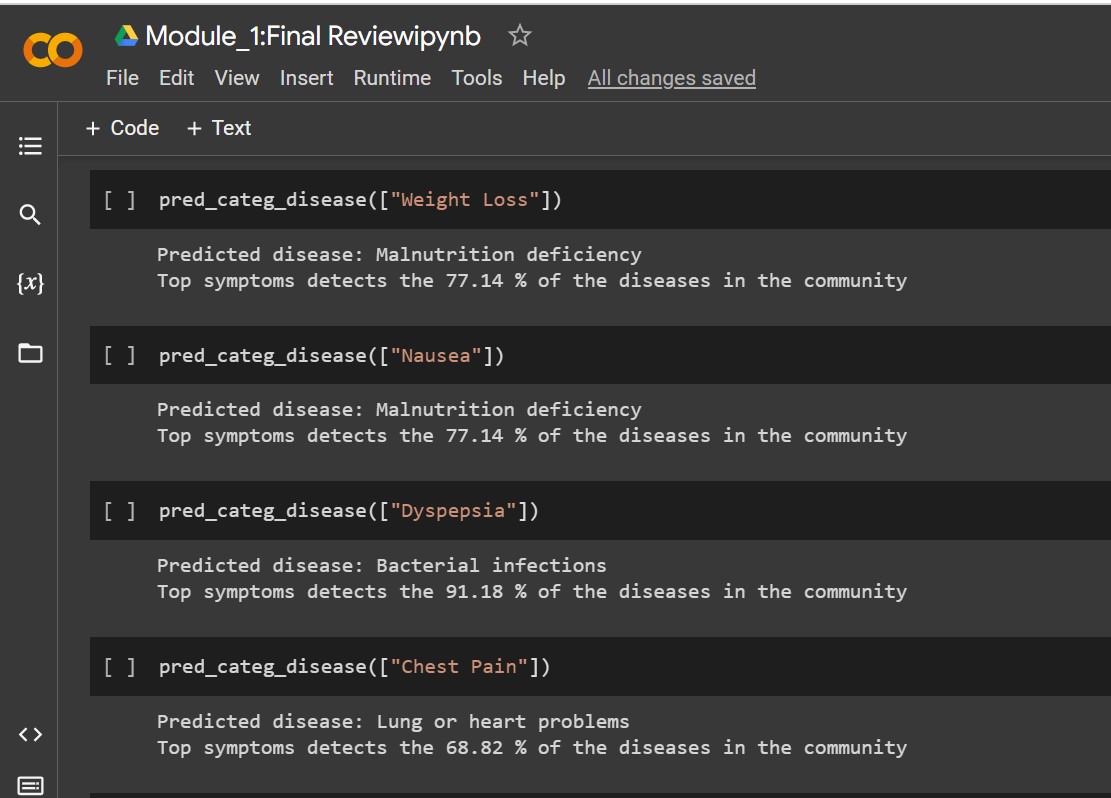 Module_1:Final Reviewipynb
File Edit View Insert Runtime Tools Help All changes saved
+ Code + Text
[ ] pred_categ_disease(["Weight Loss"])
Predicted disease: Malnutrition deficiency
Top symptoms detects the 77.14 % of the diseases in the community
[ ] pred_categ_disease(["Nausea"])
Predicted disease: Malnutrition deficiency
Top symptoms detects the 77.14 % of the diseases in the community
[ ] pred_categ_disease(["Dyspepsia"])
Predicted disease: Bacterial infections
Top symptoms detects the 91.18 % of the diseases in the community
[ ] pred_categ_disease(["Chest Pain"])
Predicted disease: Lung or heart problems
Top symptoms detects the 68.82 % of the diseases in the community
{x}
<>